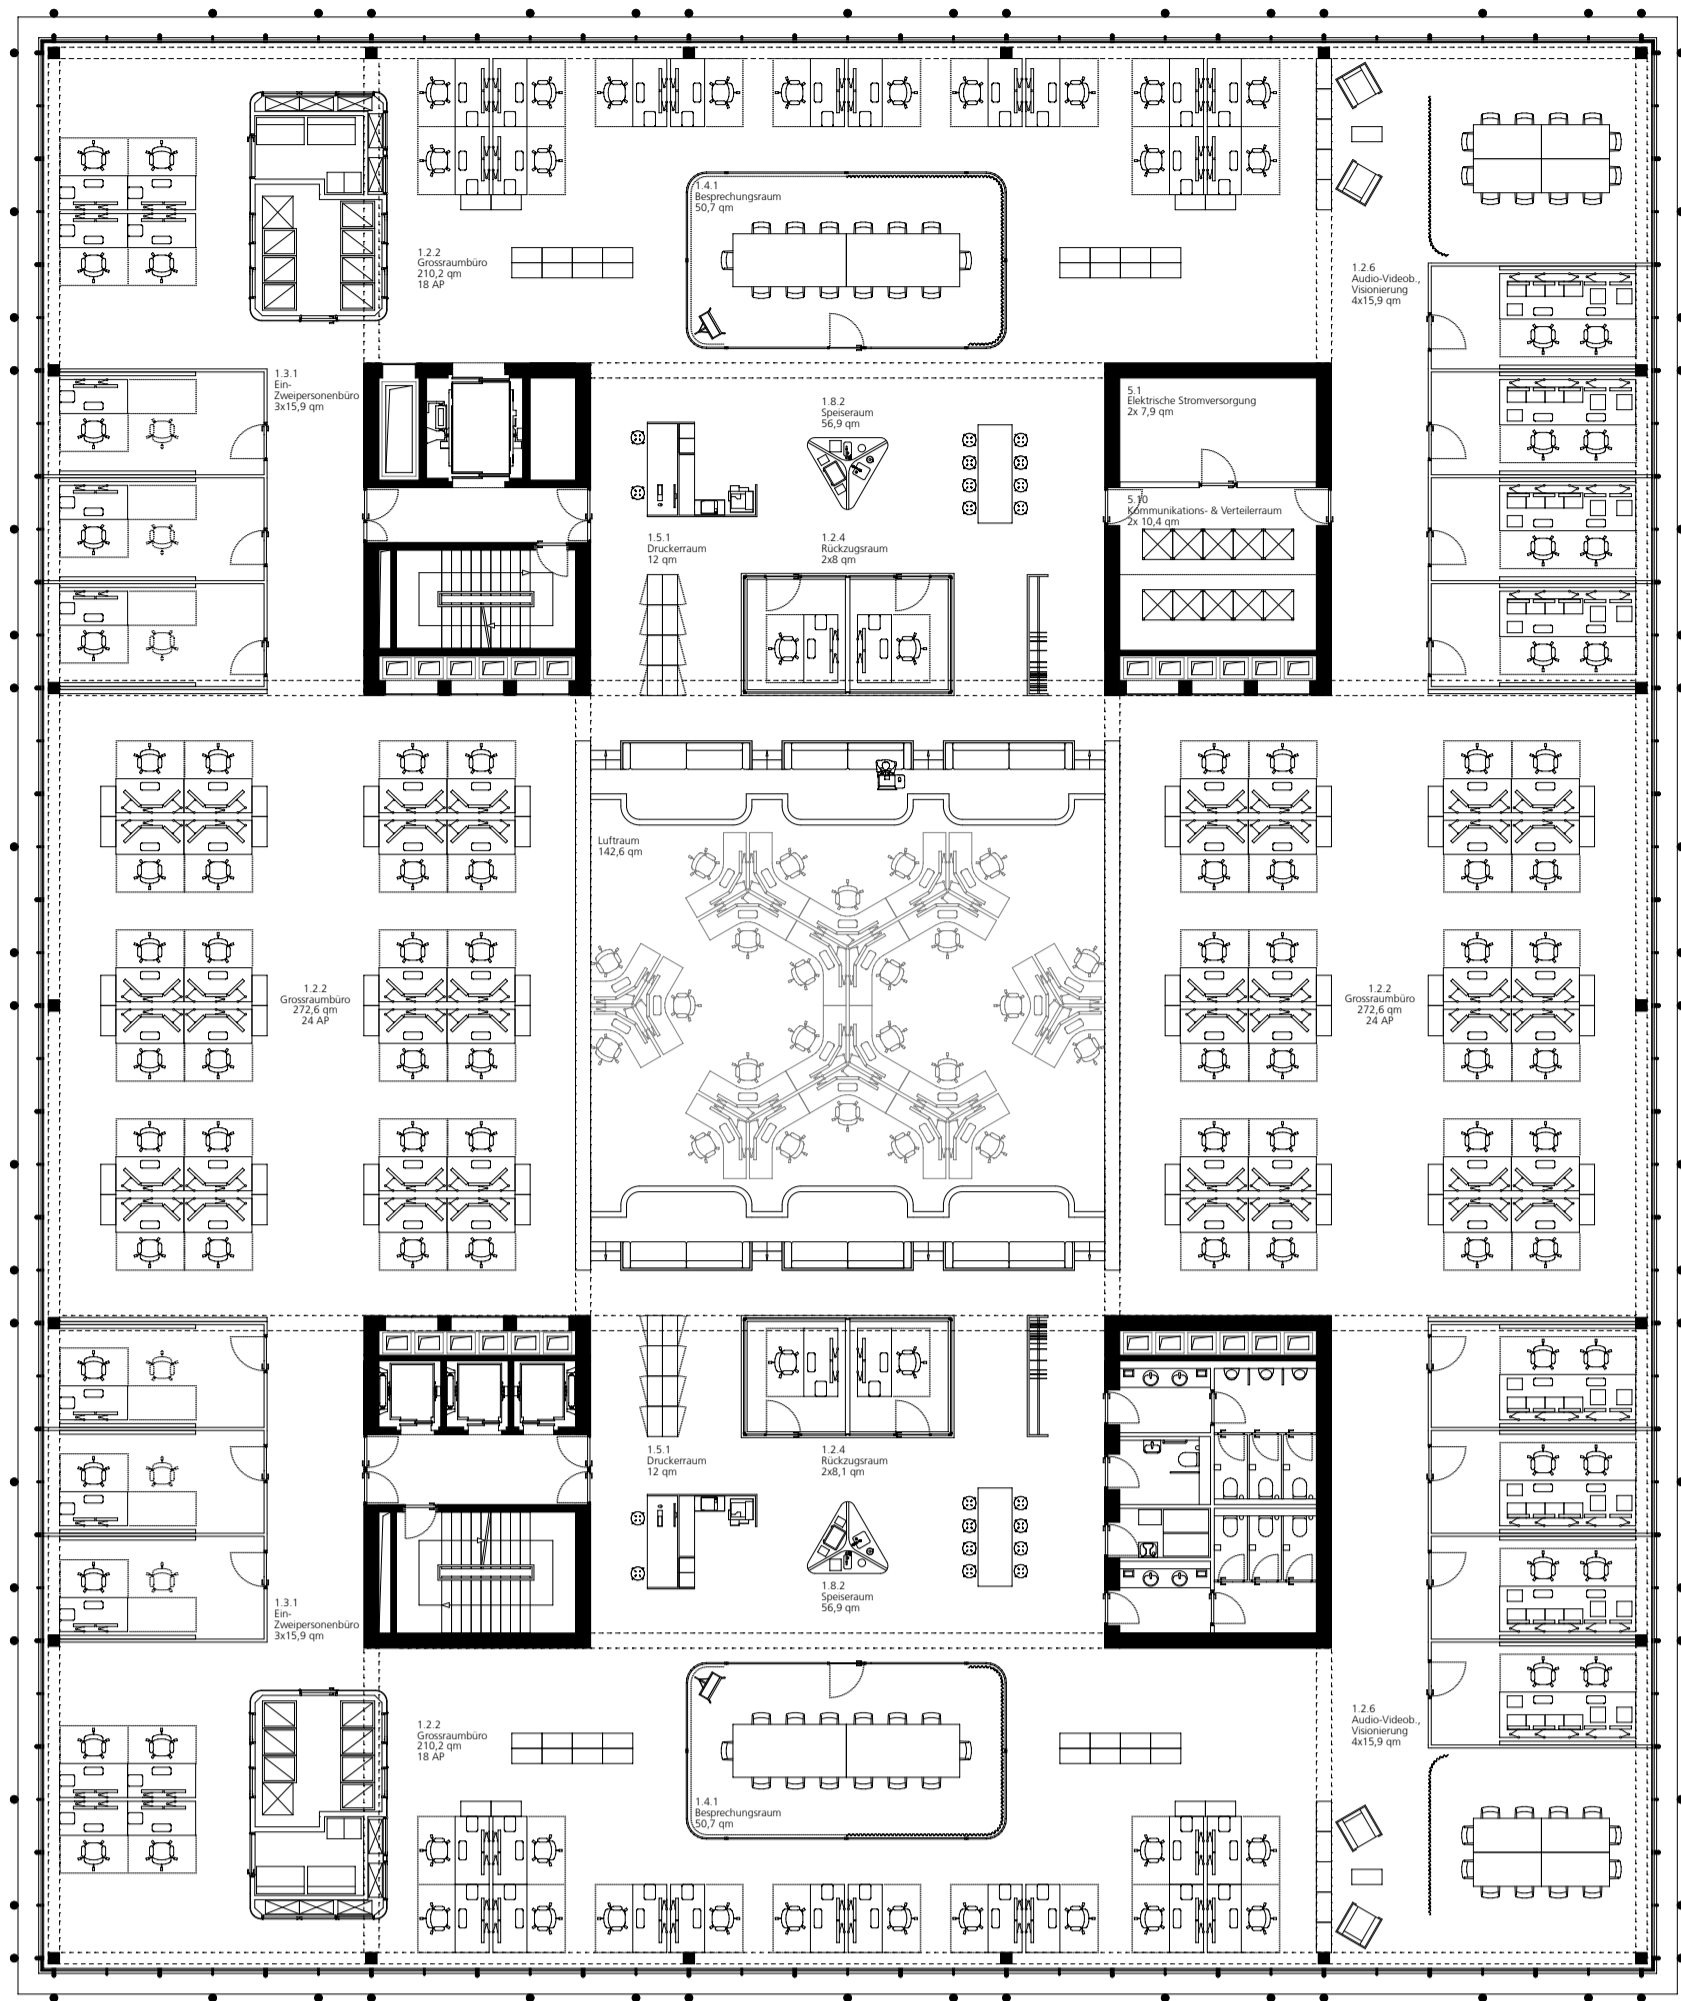 1.4.1
Besprechungsraum
50,7 qm
1.2.2
Grossraumbüro
210,2 qm
18 AP
1.2.6
Audio-Videob.,
Visionierung
4x15,9 qm
1.3.1
Ein-
Zweipersonenbüro
3x15,9 qm
1.8.2
Speiseraum
56,9 qm
5.1
Elektrische Stromversorgung
2x 7,9 qm
5.10
Kommunikations- & Verteilerraum
2x 10,4 qm
1.5.1
Druckerraum
12 qm
1.2.4
Rückzugsraum
2x8 qm
Luftraum
142,6 qm
1.2.2
Grossraumbüro
272,6 qm
24 AP
1.2.2
Grossraumbüro
272,6 qm
24 AP
1.5.1
Druckerraum
12 qm
1.2.4
Rückzugsraum
2x8,1 qm
1.8.2
Speiseraum
56,9 qm
1.3.1
Ein-
Zweipersonenbüro
3x15,9 qm
1.2.2
Grossraumbüro
210,2 qm
18 AP
1.2.6
Audio-Videob.,
Visionierung
4x15,9 qm
1.4.1
Besprechungsraum
50,7 qm